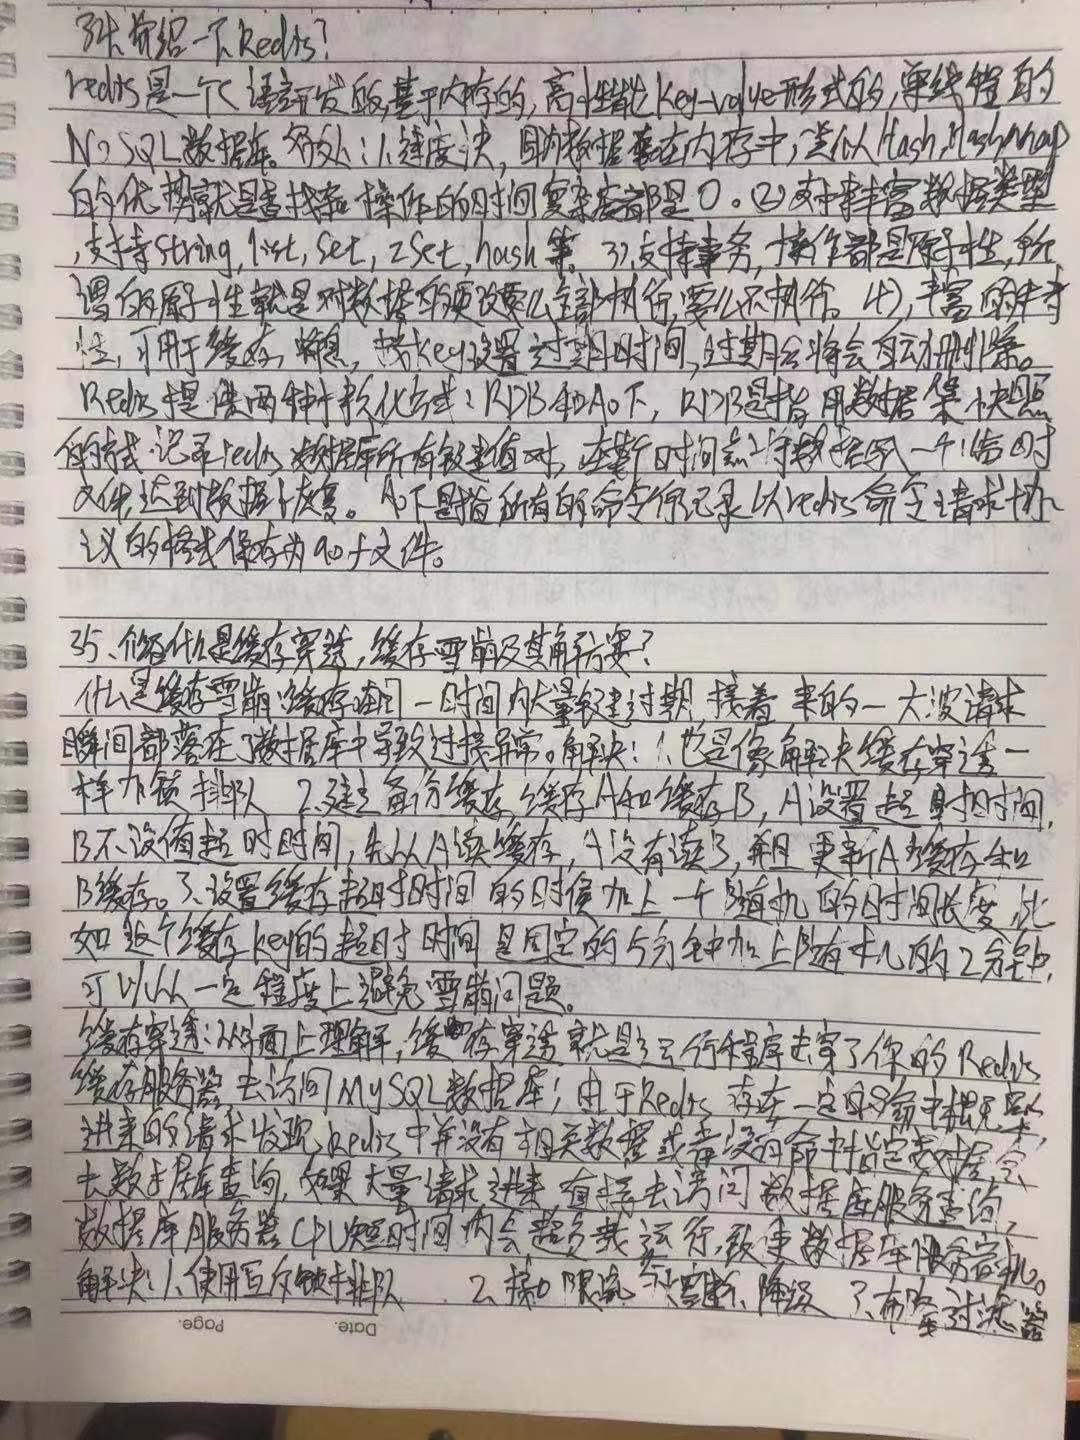 34、介绍一下Redis？
redis是一个C语言开发的,基于内存的,高性能key-value形式的,单线程的
NoSQL数据库。好处:1.速度快,因为数据存在内存中,类似Hash,HashMap
的优势就是查找和操作的时间复杂度都是O。(2)支持丰富数据类型
,支持string,list,set,zset,hash等 3),支持事务,操作都是原子性,所
谓的原子性就是对数据的更改要么全部执行,要么不执行。4),丰富的特
性,可用于缓存,消息,按key设置过期时间,过期后将会自动删除。
Redis提供两种持久化方式:RDB和AOF,RDB是指用数据集快照
的方式记录redis数据库所有键值对,在某个时间点将数据写入一个临时
文件,达到数据恢复。AOF是指所有的命令行记录以redis命令请求协
议的格式保存为aof文件。
35、介绍什么是缓存穿透,缓存雪崩及其解决方案?
什么是缓存雪崩:缓存同一时间内大量键过期,接着来的一大波请求
瞬间都落在了数据库中导致过接异常。解决:1.也是像解决缓存穿透一
样加锁排队 2.建立备份缓存,缓存A和缓存B,A设置超时时间,
B不设值超时时间,先从A读缓存,A没有读B,并且更新A缓存和
B缓存。3.设置缓存超时时间的时候加上一个随机的时间长度,比
如这个缓存key的超时时间是固定的5分钟加上随机的2分钟,
可以从一定程度上避免雪崩问题。
缓存穿透:从字面上理解,缓存穿透就是运行程序去穿了你的Redis
缓存服务器去访问MySQL数据库;由于Redis存在一定
进来的请求发现Redis中并没有相关数据或者没有命中指定数据,会
去数据库查询,如果大量请求进来直接去访问数据库服务查询,
数据库服务器CPU短时间内会超负载运行,致使数据库服务宕机。
解决:1.使用互斥锁排队 2.接口限流与熔断、降级 3.布隆过滤器
Date.
Page.